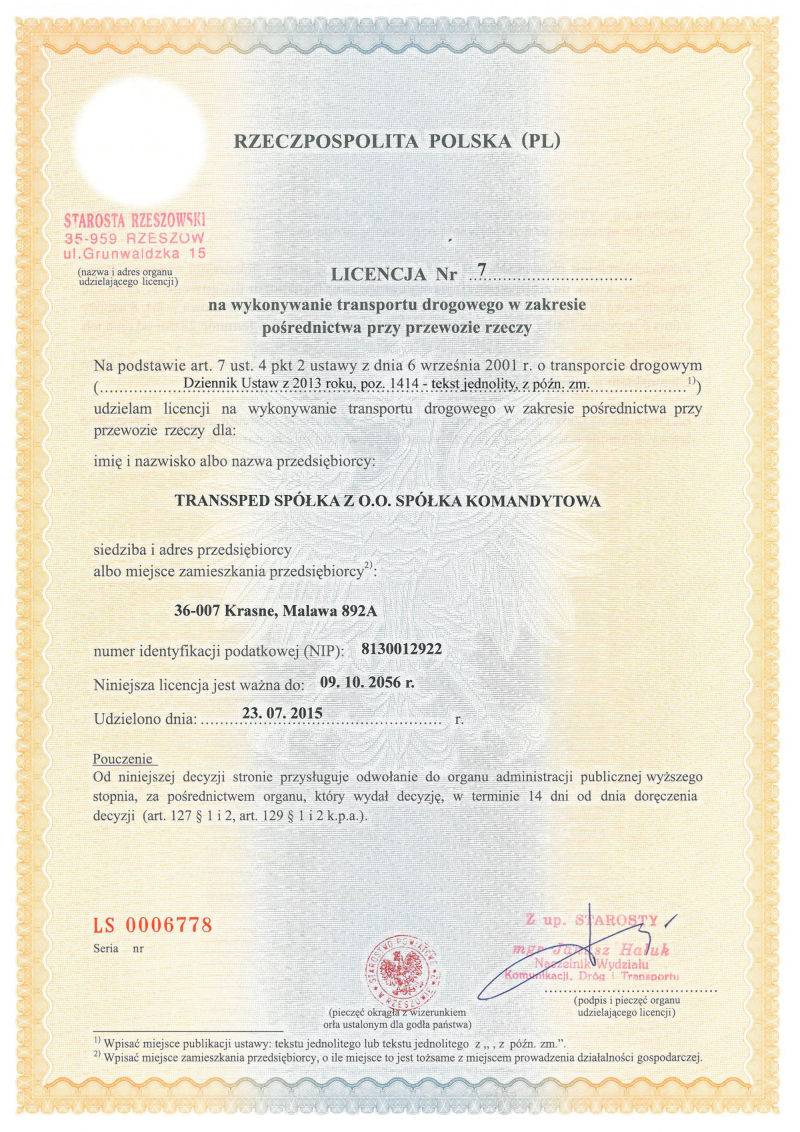 RZECZPOSPOLITA POLSKA (PL)
STAROSTA RZESZOWSKI
35-959 RZESZÓW
ul.Grunwaldzka 15
(nazwa i adres organu
udzielającego licencji)
LICENCJA Nr 7
na wykonywanie transportu drogowego w zakresie
pośrednictwa przy przewozie rzeczy
Na podstawie art. 7 ust. 4 pkt 2 ustawy z dnia 6 września 2001 r. o transporcie drogowym
(Dziennik Ustaw z 2013 roku, poz. 1414 - tekst jednolity, z późn. zm. 1))
udzielam licencji na wykonywanie transportu drogowego w zakresie pośrednictwa przy
przewozie rzeczy dla:
imię i nazwisko albo nazwa przedsiębiorcy:
TRANSSPED SPÓŁKA Z O.O. SPÓŁKA KOMANDYTOWA
siedziba i adres przedsiębiorcy
albo miejsce zamieszkania przedsiębiorcy2):
36-007 Krasne, Malawa 892A
numer identyfikacji podatkowej (NIP): 8130012922
Niniejsza licencja jest ważna do: 09. 10. 2056 r.
Udzielono dnia: 23. 07. 2015 r.
Pouczenie
Od niniejszej decyzji stronie przysługuje odwołanie do organu administracji publicznej wyższego
stopnia, za pośrednictwem organu, który wydał decyzję, w terminie 14 dni od dnia doręczenia
decyzji (art. 127 § 1 i 2, art. 129 § 1 i 2 k.p.a.).
LS 0006778
Seria nr
STAROSTWO POWIATOWE
W RZESZOWIE
(pieczęć okrągła z wizerunkiem
orła ustalonym dla godła państwa)
Z up. STAROSTY
mgr Janusz Haluk
Naczelnik Wydziału
Komunikacji, Dróg i Transportu
(podpis i pieczęć organu
udzielającego licencji)
1) Wpisać miejsce publikacji ustawy: tekstu jednolitego lub tekstu jednolitego z „ , z późn. zm.”.
2) Wpisać miejsce zamieszkania przedsiębiorcy, o ile miejsce to jest tożsame z miejscem prowadzenia działalności gospodarczej.